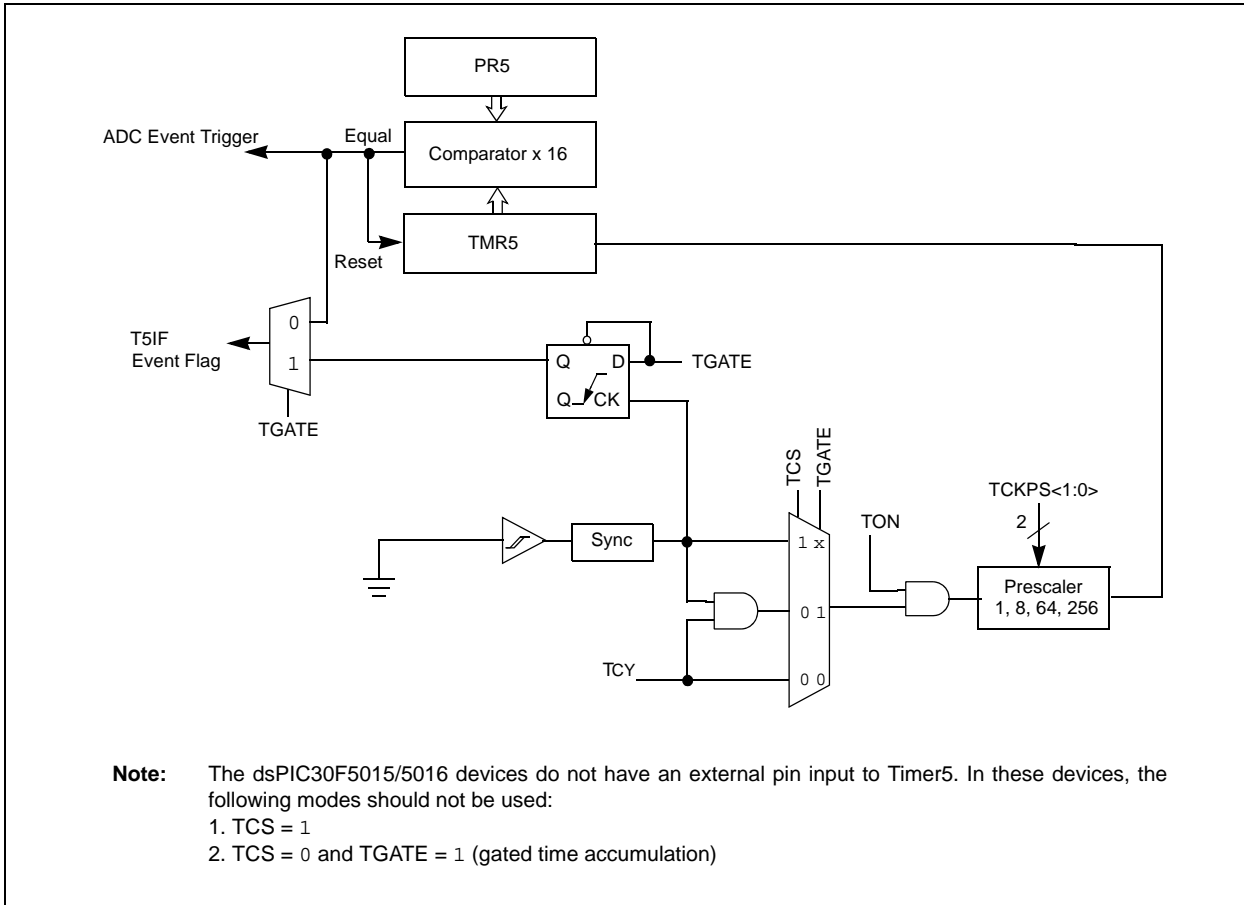 PR5
ADC Event Trigger
Equal
Comparator x 16
TMR5
Reset
0
T5IF
Event Flag
1
Q
D
TGATE
Q
CK
TGATE
TCS
TGATE
TCKPS<1:0>
2
TON
Sync
1 x
Prescaler
1, 8, 64, 256
0 1
TCY
0 0
Note: The dsPIC30F5015/5016 devices do not have an external pin input to Timer5. In these devices, the
following modes should not be used:
1. TCS = 1
2. TCS = 0 and TGATE = 1 (gated time accumulation)